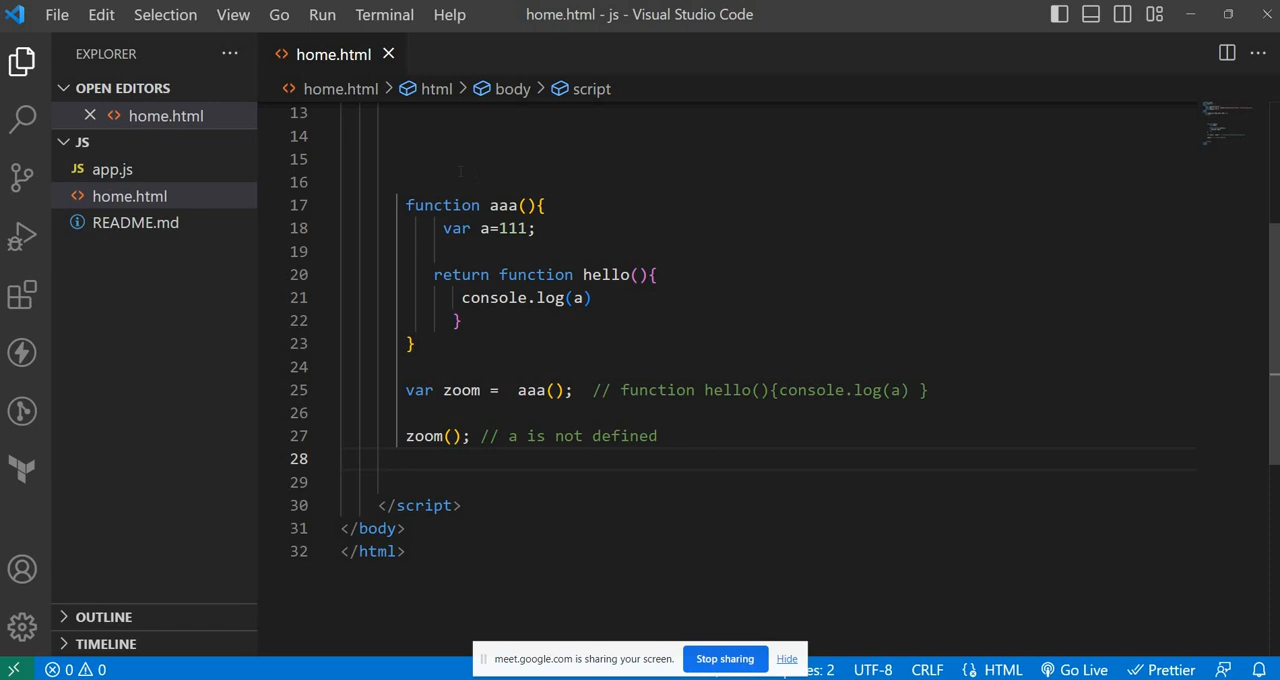 File Edit Selection View Go Run Terminal Help home.html - js - Visual Studio Code
EXPLORER
home.html
OPEN EDITORS
home.html > html > body > script
home.html
JS
JS app.js
home.html
README.md
13
14
15
16
17 function aaa(){
18 var a=111;
19
20 return function hello(){
21 console.log(a)
22 }
23 }
24
25 var zoom = aaa(); // function hello(){console.log(a) }
26
27 zoom(); // a is not defined
28
29
30 </script>
31 </body>
32 </html>
OUTLINE
TIMELINE
meet.google.com is sharing your screen. Stop sharing Hide
0 0 2 UTF-8 CRLF HTML Go Live Prettier